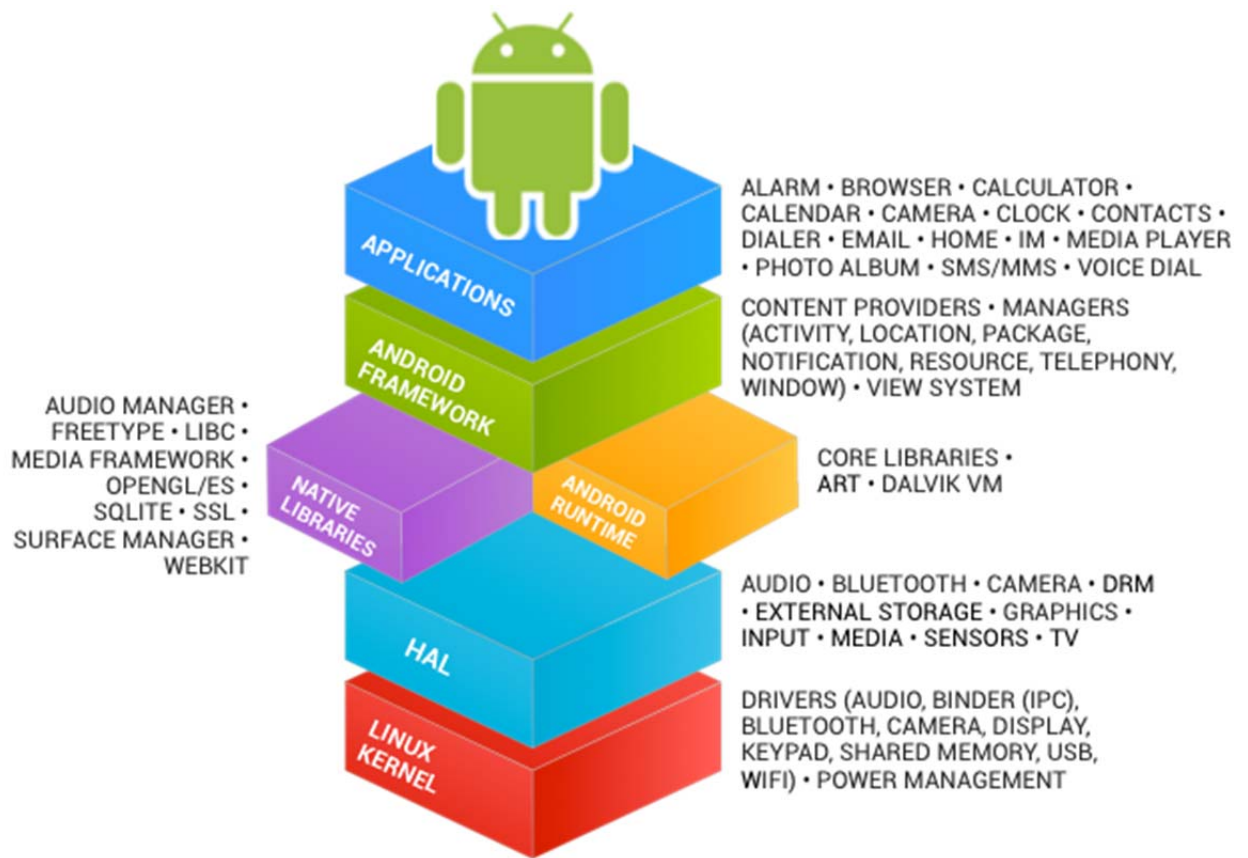 APPLICATIONS
ALARM • BROWSER • CALCULATOR •
CALENDAR • CAMERA • CLOCK • CONTACTS •
DIALER • EMAIL • HOME • IM • MEDIA PLAYER
• PHOTO ALBUM • SMS/MMS • VOICE DIAL
ANDROID
FRAMEWORK
CONTENT PROVIDERS • MANAGERS
(ACTIVITY, LOCATION, PACKAGE,
NOTIFICATION, RESOURCE, TELEPHONY,
WINDOW) • VIEW SYSTEM
AUDIO MANAGER •
FREETYPE • LIBC •
MEDIA FRAMEWORK •
OPENGL/ES •
SQLITE • SSL •
SURFACE MANAGER •
WEBKIT
NATIVE
LIBRARIES
ANDROID
RUNTIME
CORE LIBRARIES •
ART • DALVIK VM
HAL
AUDIO • BLUETOOTH • CAMERA • DRM
• EXTERNAL STORAGE • GRAPHICS •
INPUT • MEDIA • SENSORS • TV
LINUX
KERNEL
DRIVERS (AUDIO, BINDER (IPC),
BLUETOOTH, CAMERA, DISPLAY,
KEYPAD, SHARED MEMORY, USB,
WIFI) • POWER MANAGEMENT